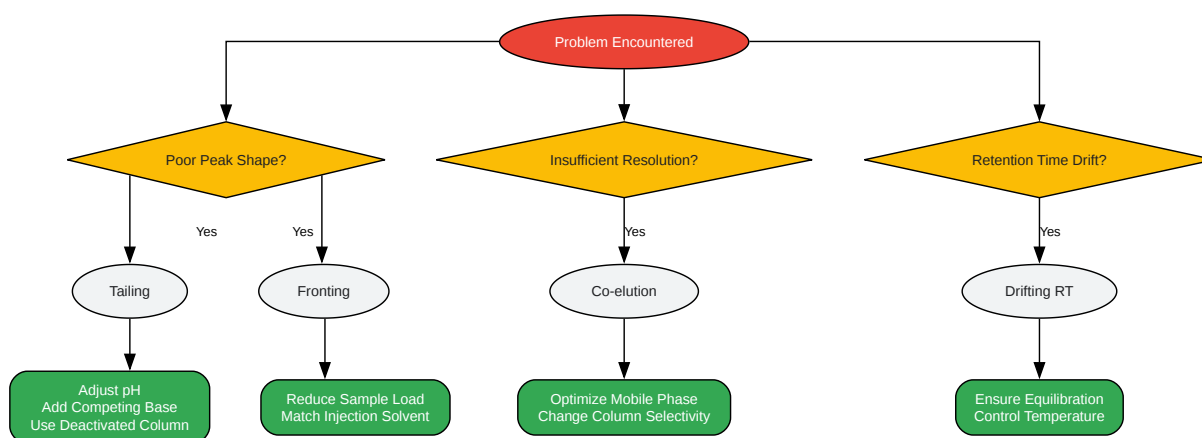 Problem Encountered
Poor Peak Shape?
Insufficient Resolution?
Retention Time Drift?
Yes
Yes
Yes
Yes
Tailing
Fronting
Co-elution
Drifting RT
Adjust pH
Add Competing Base
Use Deactivated Column
Reduce Sample Load
Match Injection Solvent
Optimize Mobile Phase
Change Column Selectivity
Ensure Equilibration
Control Temperature